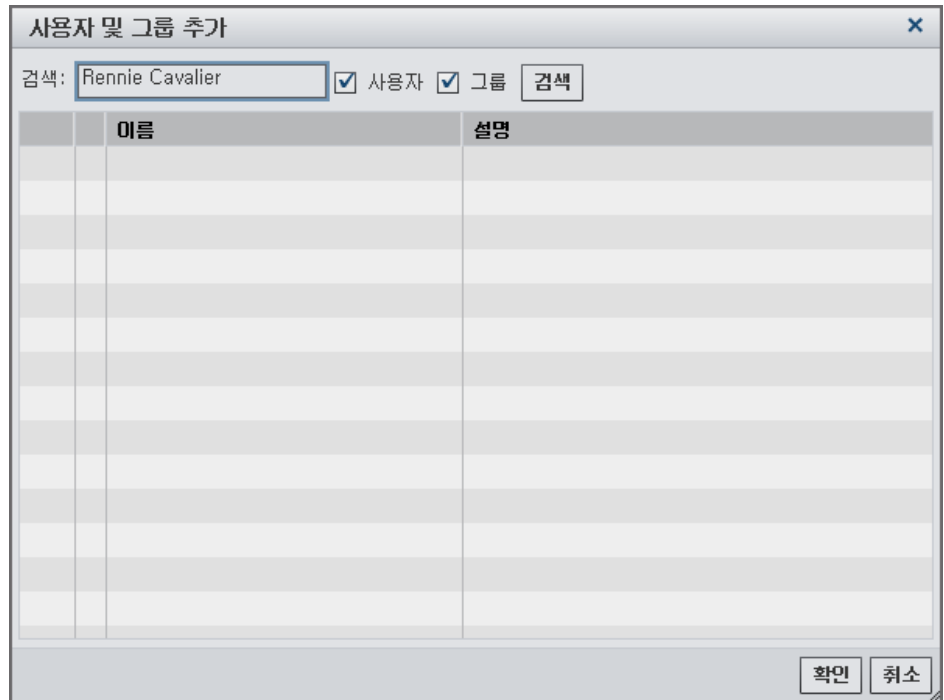 사용자 및 그룹 추가
검색: Rennie Cavalier 사용자 그룹 검색
이름 설명
확인 취소